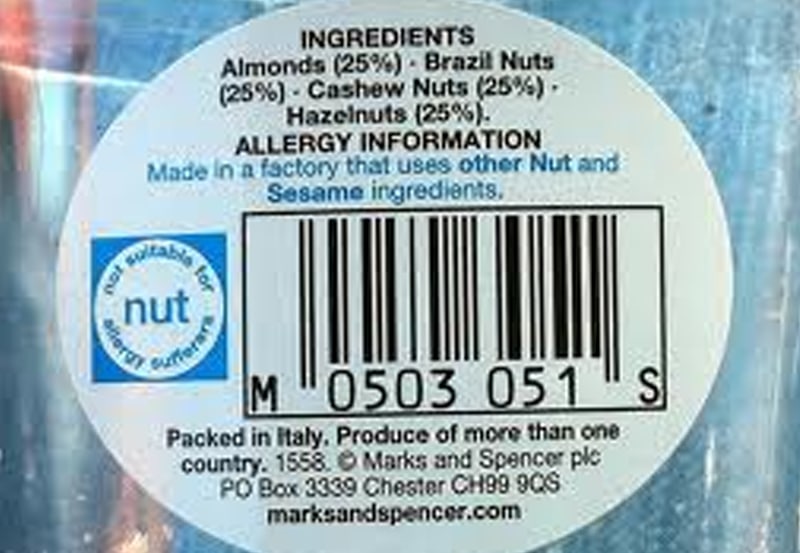 INGREDIENTS
Almonds (25%) · Brazil Nuts
(25%) · Cashew Nuts (25%) ·
Hazelnuts (25%).
ALLERGY INFORMATION
Made in a factory that uses other Nut and
Sesame ingredients.
not suitable for
nut
allergy sufferers
M 0503 051 S
Packed in Italy. Produce of more than one
country. 1558. © Marks and Spencer plc
PO Box 3339 Chester CH99 9QS
marksandspencer.com